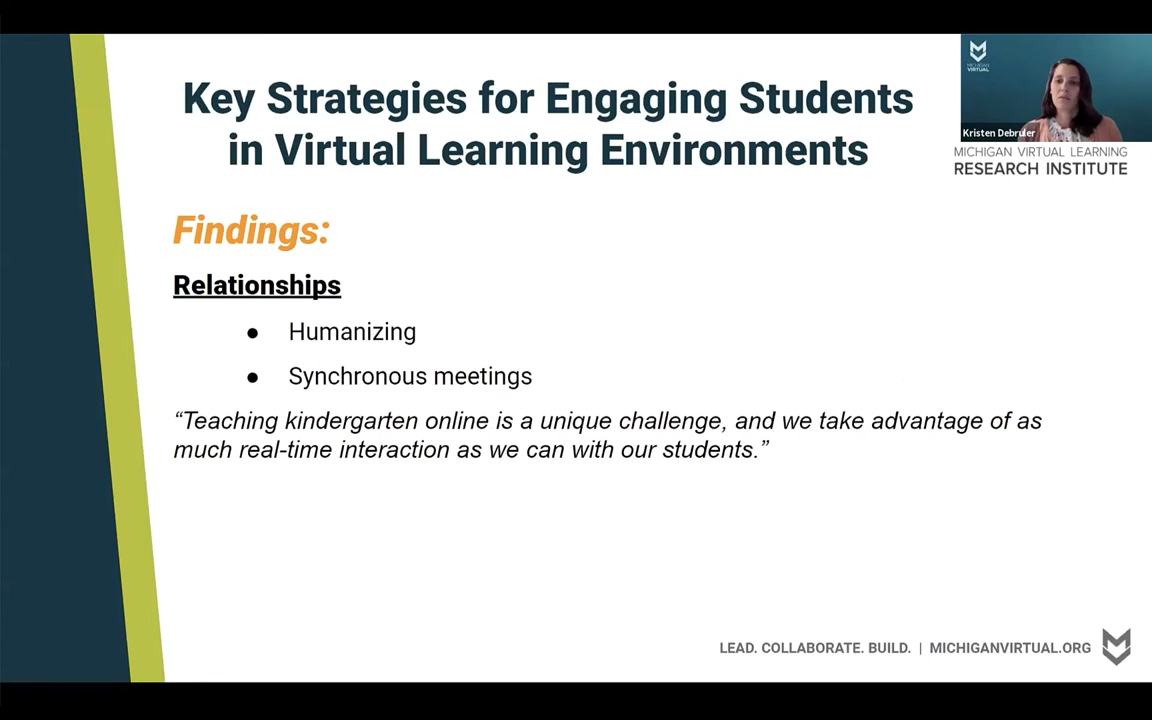 Key Strategies for Engaging Students
in Virtual Learning Environments
MICHIGAN
VIRTUAL
Kristen Debruler
MICHIGAN VIRTUAL LEARNING
RESEARCH INSTITUTE
Findings:
Relationships
● Humanizing
● Synchronous meetings
“Teaching kindergarten online is a unique challenge, and we take advantage of as
much real-time interaction as we can with our students.”
LEAD. COLLABORATE. BUILD. | MICHIGANVIRTUAL.ORG